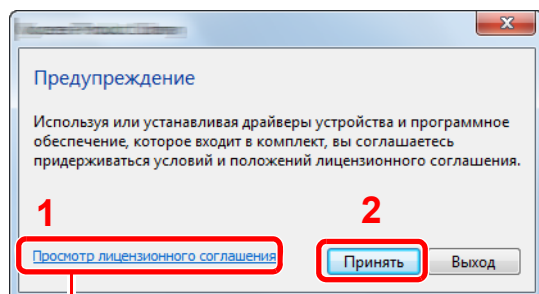 Предупреждение
Используя или устанавливая драйверы устройства и программное
обеспечение, которое входит в комплект, вы соглашаетесь
придерживаться условий и положений лицензионного соглашения.
1
2
Просмотр лицензионного соглашения
Принять
Выход